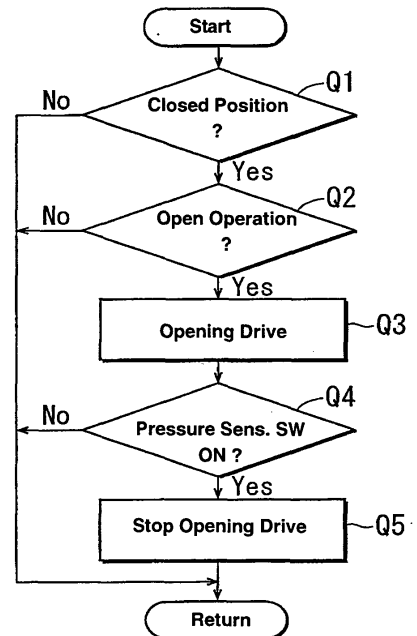 Start
Q1
No
Closed Position
?
Yes
Q2
No
Open Operation
?
Yes
Opening Drive
Q3
Q4
No
Pressure Sens. SW
ON ?
Yes
Stop Opening Drive
Q5
Return